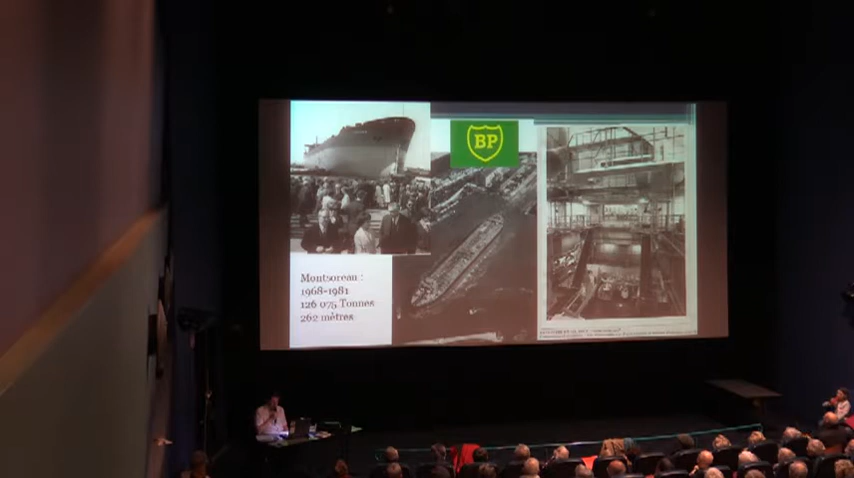 BP
Montsoreau :
1968-1981
126 075 Tonnes
262 mètres